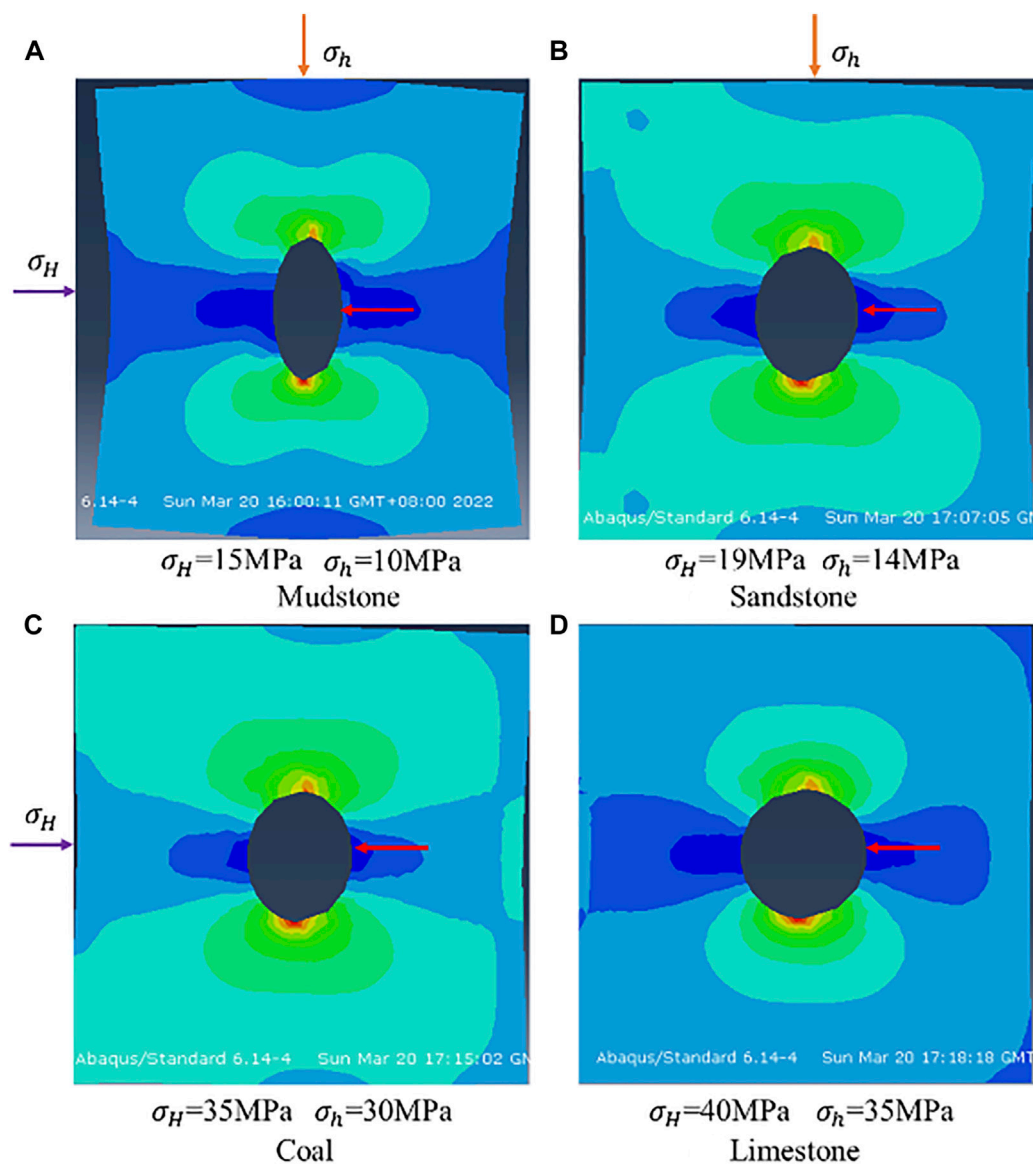 A
σh
B
σh
σH
6.14-4 Sun Mar 20 16:00:11 GMT+08:00 2022
Abaqus/Standard 6.14-4 Sun Mar 20 17:07:05 GM
σH=15MPa σh=10MPa
Mudstone
σH=19MPa σh=14MPa
Sandstone
C
D
σH
Abaqus/Standard 6.14-4 Sun Mar 20 17:15:02 GM
Abaqus/Standard 6.14-4 Sun Mar 20 17:18:18 GMT
σH=35MPa σh=30MPa
Coal
σH=40MPa σh=35MPa
Limestone